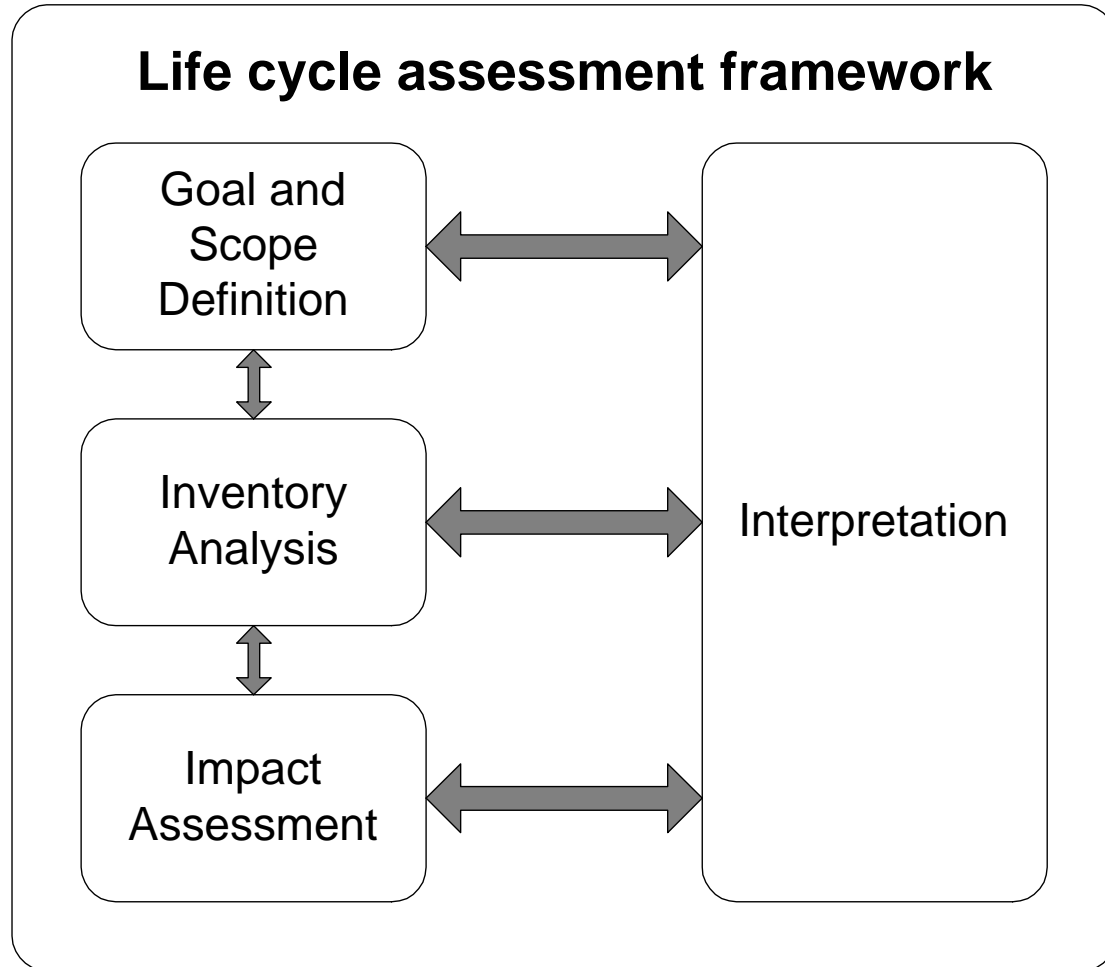 Life cycle assessment framework
Goal and
Scope
Definition
Inventory
Analysis
Interpretation
Impact
Assessment